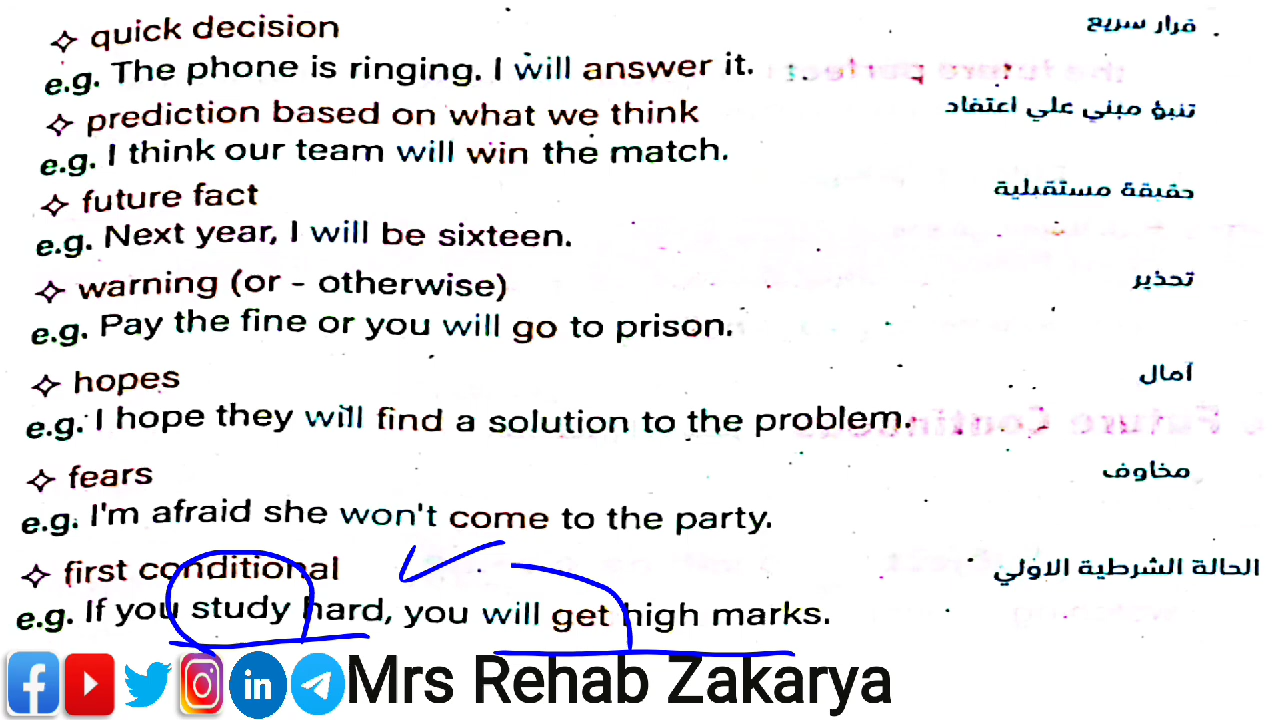 ✧ quick decision قرار سريع
e.g. The phone is ringing. I will answer it.
✧ prediction based on what we think تنبؤ مبني علي اعتقاد
e.g. I think our team will win the match.
✧ future fact حقيقة مستقبلية
e.g. Next year, I will be sixteen.
✧ warning (or - otherwise) تحذير
e.g. Pay the fine or you will go to prison.
✧ hopes آمال
e.g. I hope they will find a solution to the problem.
✧ fears مخاوف
e.g. I'm afraid she won't come to the party.
✧ first conditional الحالة الشرطية الاولي
e.g. If you study hard, you will get high marks.
Mrs Rehab Zakarya